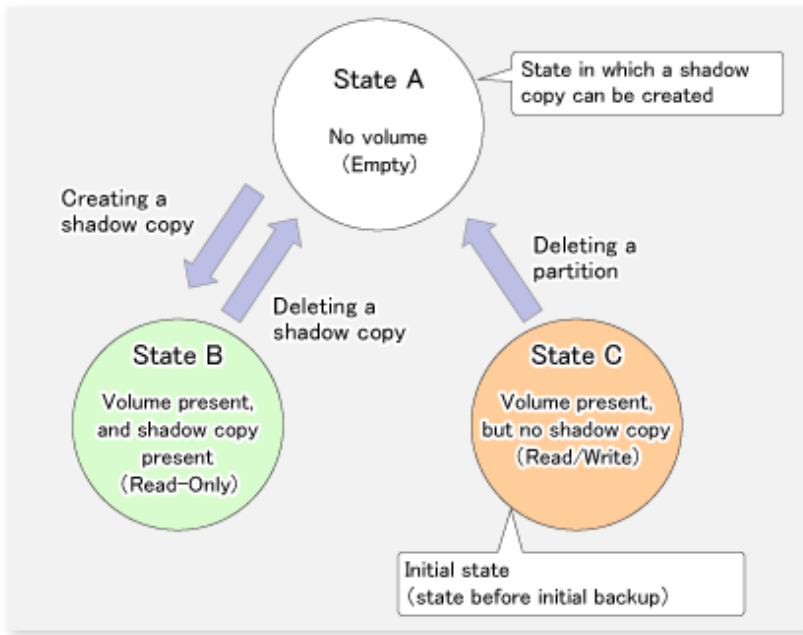 State A
No volume
(Empty)
State in which a shadow
copy can be created
Creating a
shadow copy
Deleting a
shadow copy
Deleting a
partition
State B
Volume present,
and shadow copy
present
(Read-Only)
State C
Volume present,
but no shadow copy
(Read/Write)
Initial state
(state before initial backup)